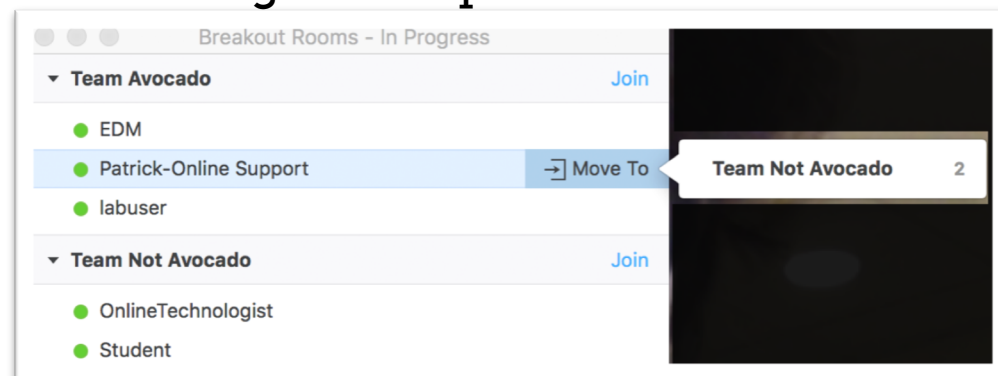 Breakout Rooms - In Progress
Team Avocado Join
EDM
Patrick-Online Support Move To Team Not Avocado 2
labuser
Team Not Avocado Join
OnlineTechnologist
Student